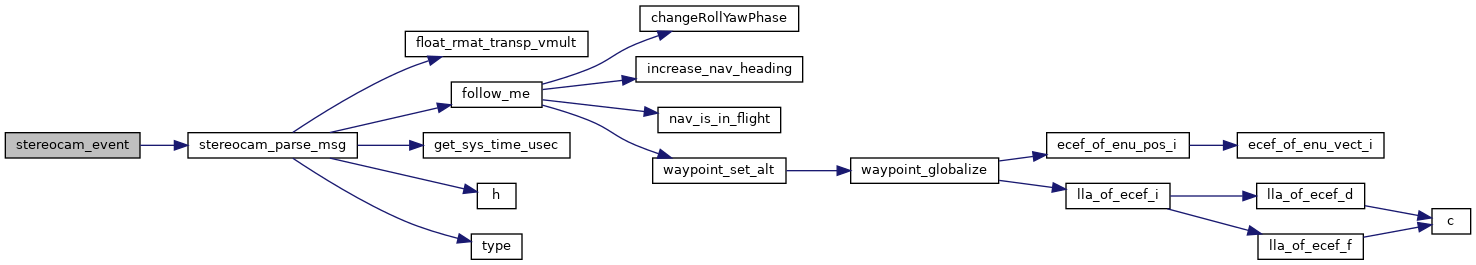 stereocam_event
stereocam_parse_msg
float_rmat_transp_vmult
follow_me
get_sys_time_usec
h
type
changeRollYawPhase
increase_nav_heading
nav_is_in_flight
waypoint_set_alt
waypoint_globalize
ecef_of_enu_pos_i
lla_of_ecef_i
ecef_of_enu_vect_i
lla_of_ecef_d
lla_of_ecef_f
c